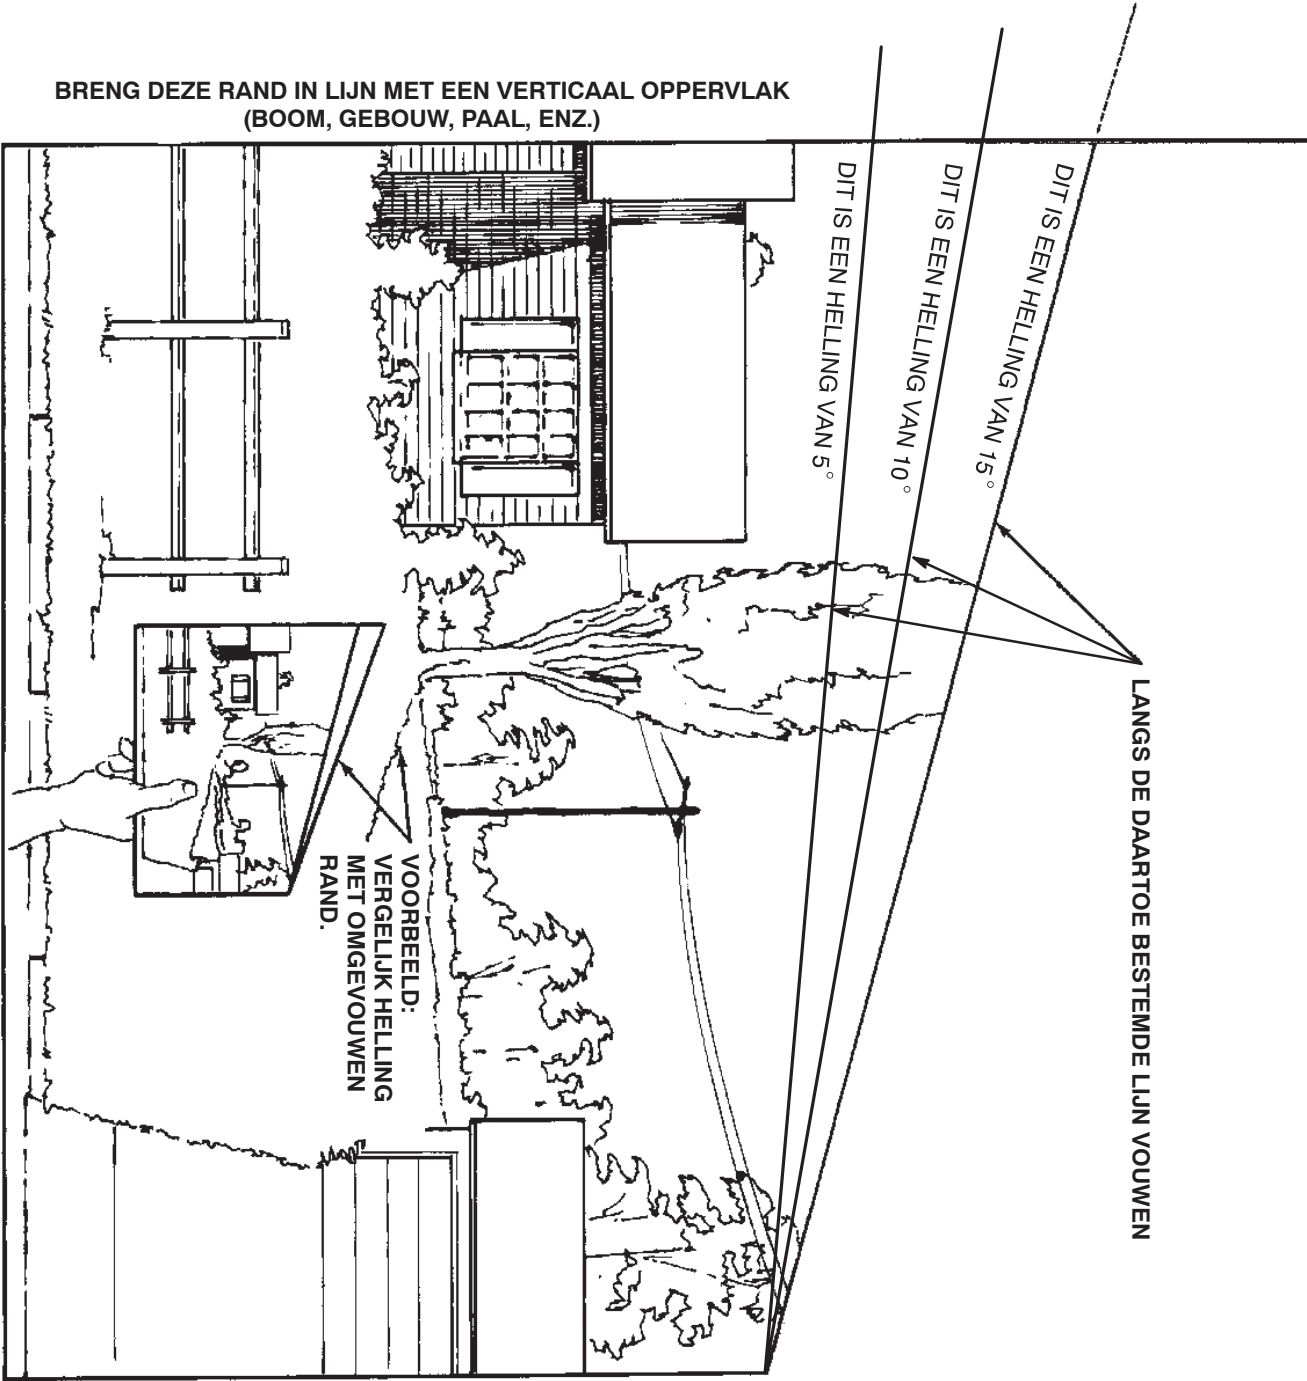 BRENG DEZE RAND IN LIJN MET EEN VERTICAAL OPPERVLAK
(BOOM, GEBOUW, PAAL, ENZ.)
DIT IS EEN HELLING VAN 5°
DIT IS EEN HELLING VAN 10°
DIT IS EEN HELLING VAN 15°
LANGS DE DAARTOE BESTEMDE LIJN VOUWEN
VOORBEELD:
VERGELIJK HELLING
MET OMGEVOUWEN
RAND.